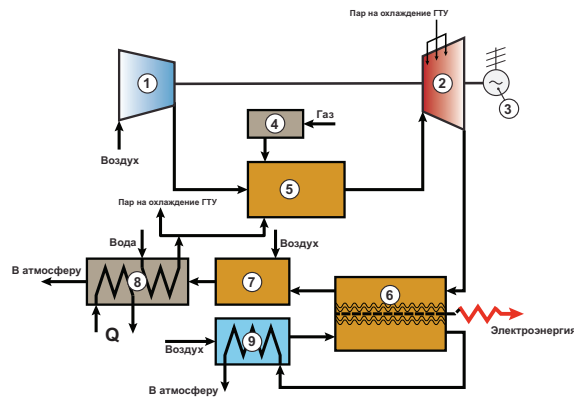 Пар на охлаждение ГТУ
1
2
3
4
Газ
Воздух
5
Пар на охлаждение ГТУ
Вода
Воздух
В атмосферу
8
7
6
Q
Электроэнергия
Воздух
9
В атмосферу